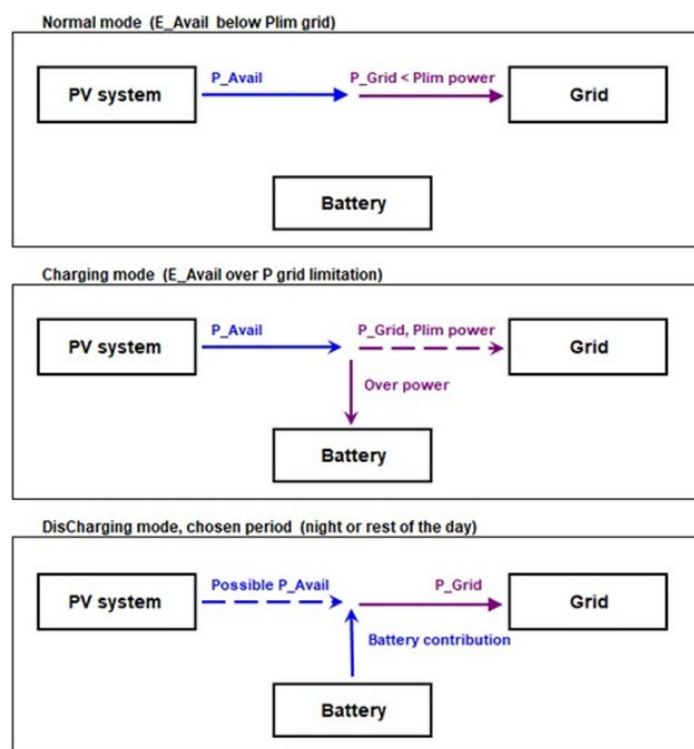 Normal mode  (E_Avail below Plim grid)
PV system
P_Avail
P_Grid < Plim power
Grid
Battery
Charging mode  (E_Avail over P grid limitation)
PV system
P_Avail
P_Grid, Plim power
Grid
Over power
Battery
DisCharging mode, chosen period  (night or rest of the day)
PV system
Possible P_Avail
P_Grid
Grid
Battery contribution
Battery